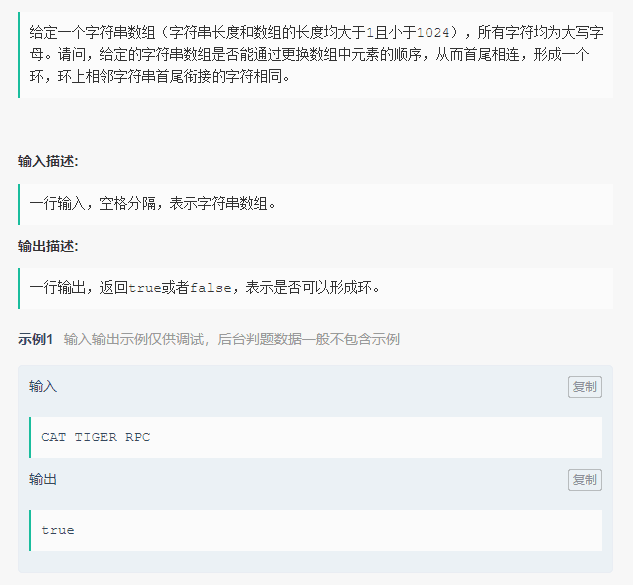 给定一个字符串数组（字符串长度和数组的长度均大于1且小于1024），所有字符均为大写字
母。请问，给定的字符串数组是否能通过更换数组中元素的顺序，从而首尾相连，形成一个
环，环上相邻字符串首尾衔接的字符相同。
输入描述:
一行输入，空格分隔，表示字符串数组。
输出描述:
一行输出，返回true或者false，表示是否可以形成环。
示例1 输入输出示例仅供调试，后台判题数据一般不包含示例
输入 复制
CAT TIGER RPC
输出 复制
true